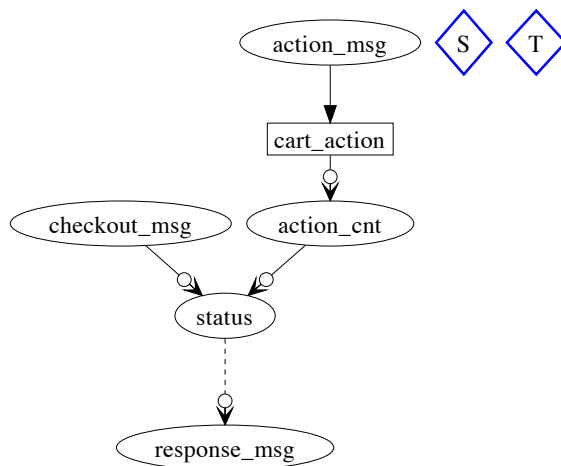 action_msg
S
T
cart_action
checkout_msg
action_cnt
status
response_msg